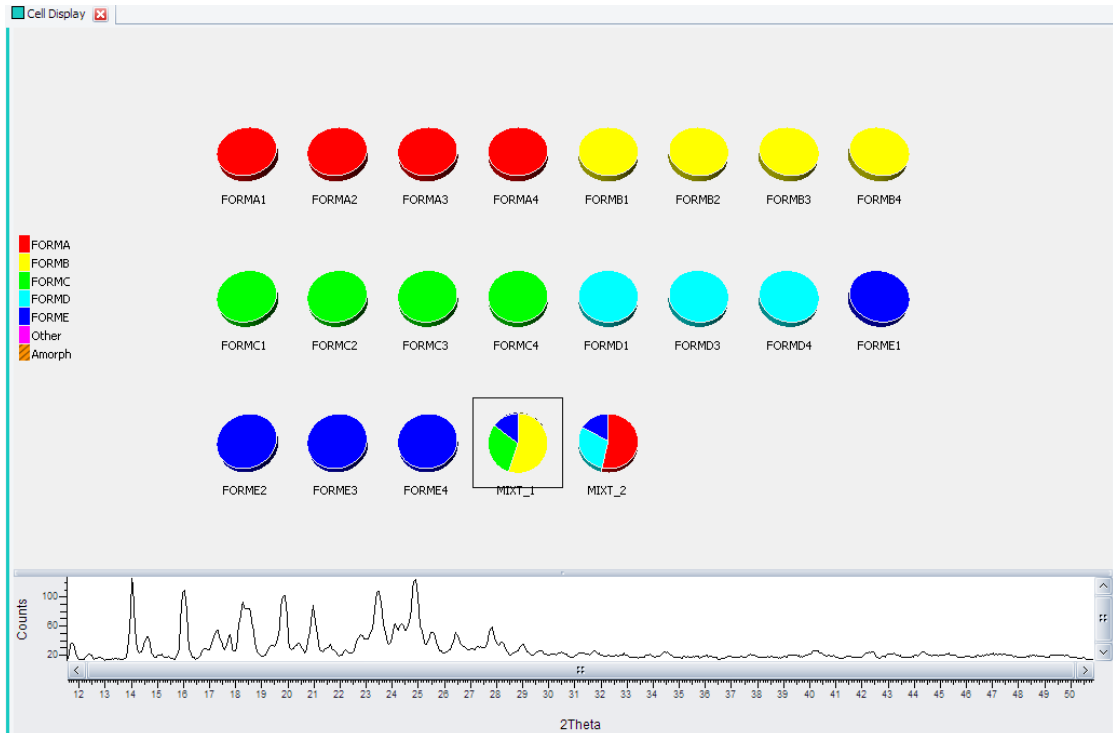 Cell Display
FORMA1 FORMA2 FORMA3 FORMA4 FORMB1 FORMB2 FORMB3 FORMB4
FORMA
FORMB
FORMC
FORMD
FORME
Other
Amorph
FORMC1 FORMC2 FORMC3 FORMC4 FORMD1 FORMD3 FORMD4 FORME1
FORME2 FORME3 FORME4 MIXT_1 MIXT_2
Counts
100
60
20
12 13 14 15 16 17 18 19 20 21 22 23 24 25 26 27 28 29 30 31 32 33 34 35 36 37 38 39 40 41 42 43 44 45 46 47 48 49 50
2Theta